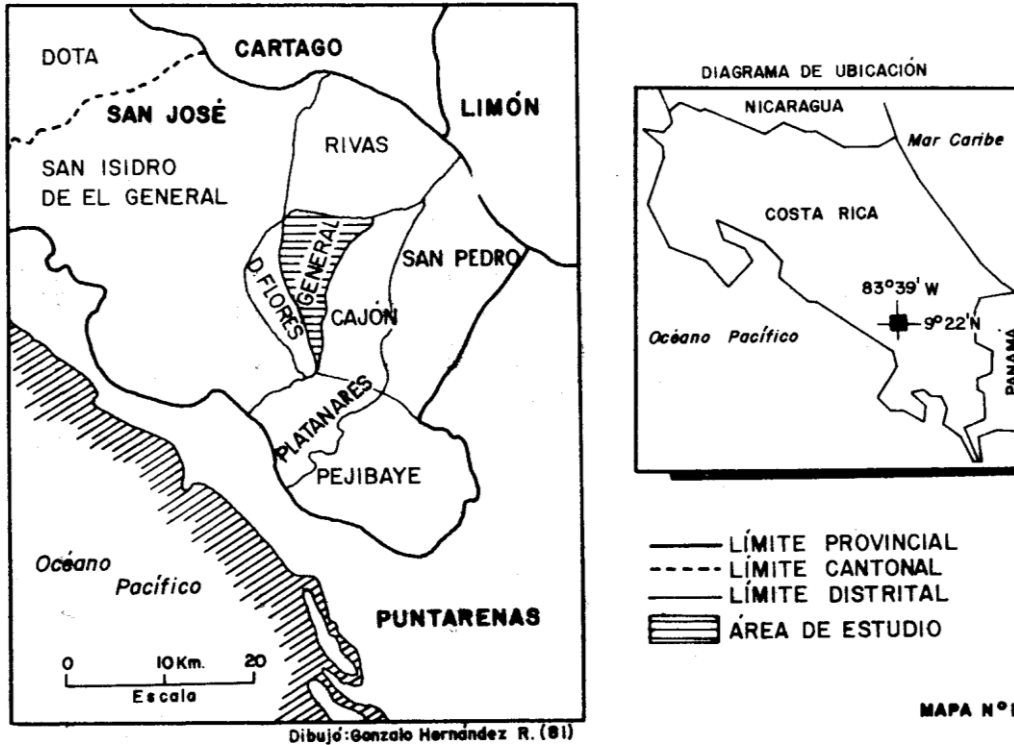 DOTA
CARTAGO
SAN JOSÉ
LIMÓN
RIVAS
SAN ISIDRO
DE EL GENERAL
GENERAL
D. FLORES
SAN PEDRO
CAJÓN
PLATANARES
PEJIBAYE
Océano
Pacífico
PUNTARENAS
0 10 Km. 20
Escala
Dibujó: Gonzalo Hernández R. (81)
DIAGRAMA DE UBICACIÓN
NICARAGUA
Mar Caribe
COSTA RICA
83°39' W
9°22'N
Océano Pacífico
PANAMA
LÍMITE PROVINCIAL
LÍMITE CANTONAL
LÍMITE DISTRITAL
ÁREA DE ESTUDIO
MAPA N°